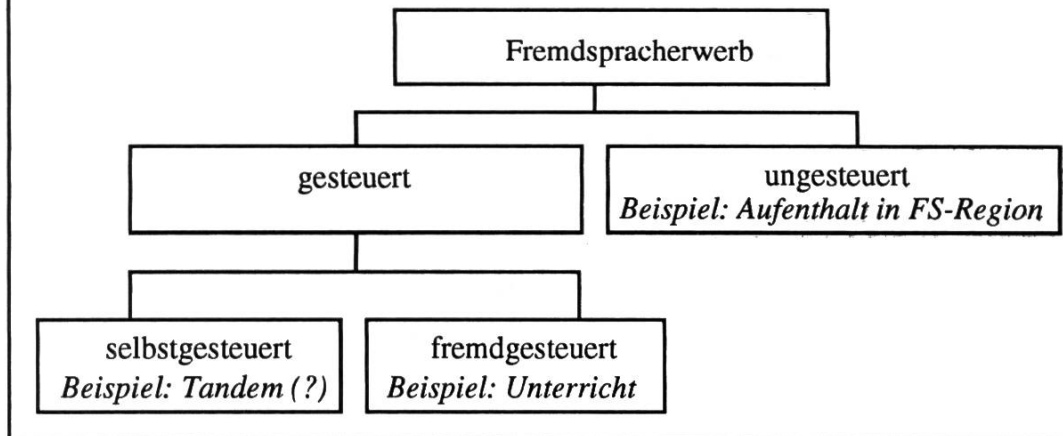 Fremdspracherwerb
gesteuert
ungesteuert
Beispiel: Aufenthalt in FS-Region
selbstgesteuert
Beispiel: Tandem (?)
fremdgesteuert
Beispiel: Unterricht